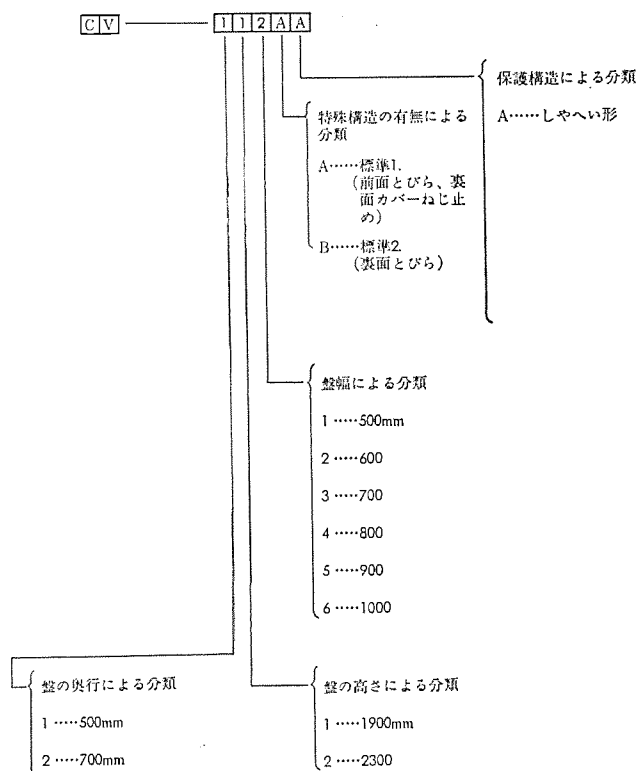 CV 112AA
保護構造による分類
A……しやへい形
特殊構造の有無による
分類
A……標準1.
(前面とびら、裏
面カバーねじ止
め)
B……標準2.
(裏面とびら)
盤幅による分類
1 ……500mm
2 ……600
3 ……700
4 ……800
5 ……900
6 ……1000
盤の奥行による分類
1 ……500mm
2 ……700mm
盤の高さによる分類
1 ……1900mm
2 ……2300